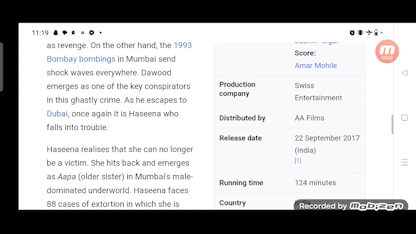 11:19
as revenge. On the other hand, the 1993
Bombay bombings in Mumbai send
shock waves everywhere. Dawood
emerges as one of the key conspirators
in this ghastly crime. As he escapes to
Dubai, once again it is Haseena who
falls into trouble.
Haseena realises that she can no longer
be a victim. She hits back and emerges
as Aapa (older sister) in Mumbai's male-
dominated underworld. Haseena faces
88 cases of extortion in which she is
Score:
Amar Mohile
Production
company
Swiss
Entertainment
Distributed by
AA Films
Release date
22 September 2017
(India)
[1]
Running time
124 minutes
Country
Recorded by
MOBIZEN